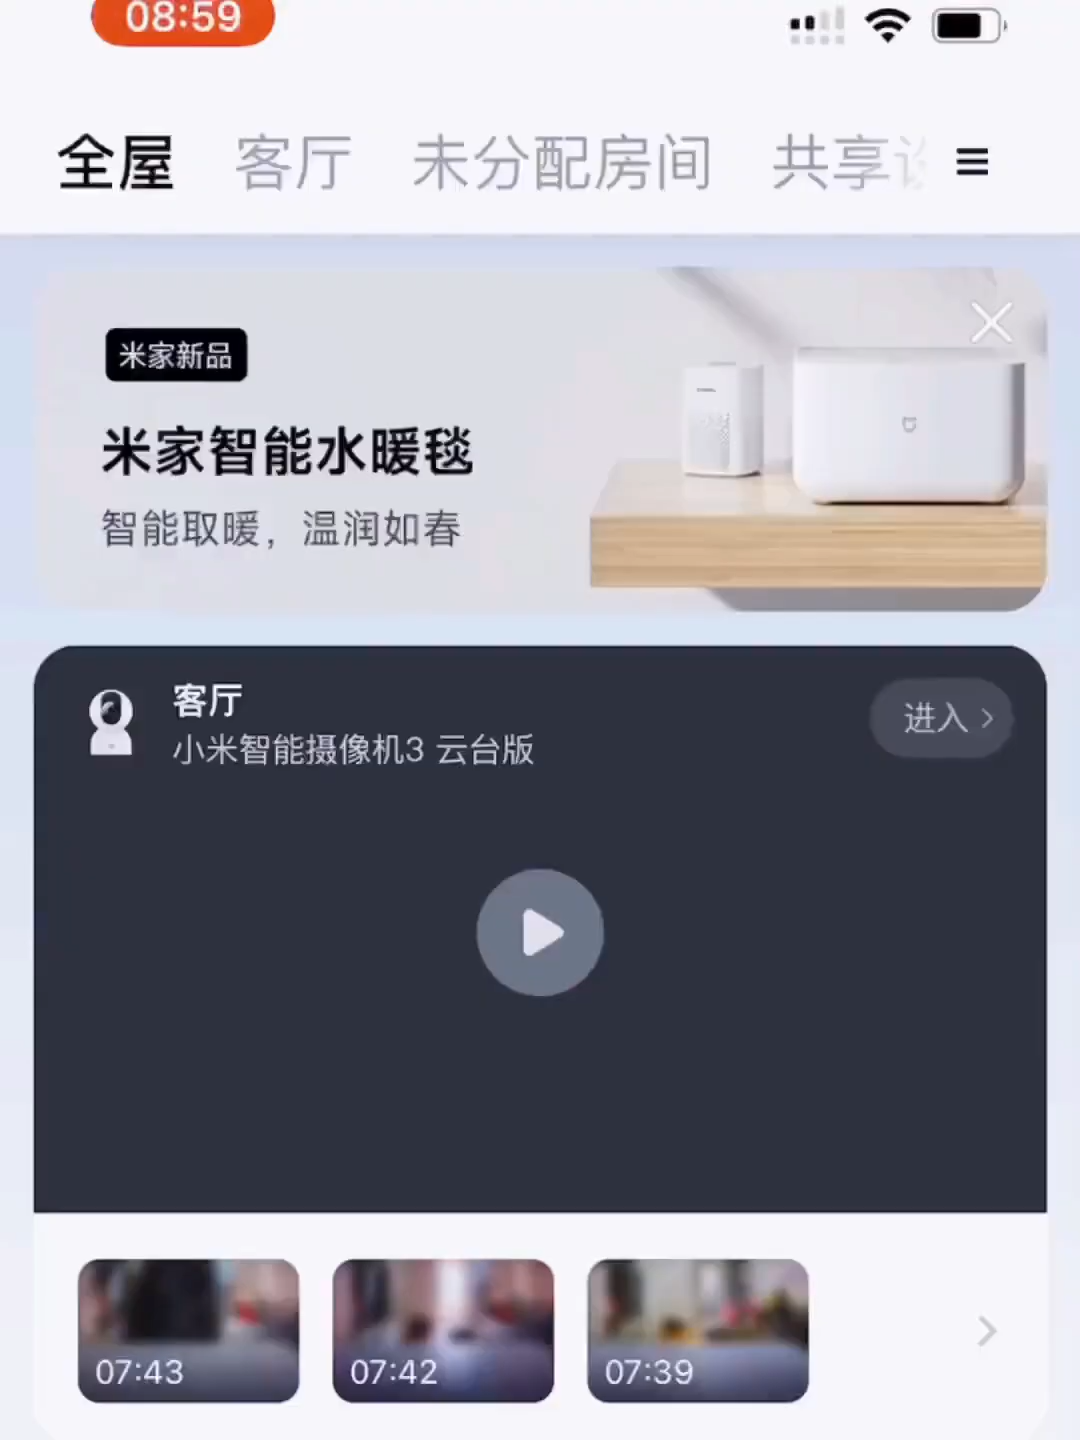 08:59
全屋 客厅 未分配房间 共享
米家新品
米家智能水暖毯
智能取暖，温润如春
客厅
小米智能摄像机3 云台版
进入
07:43 07:42 07:39